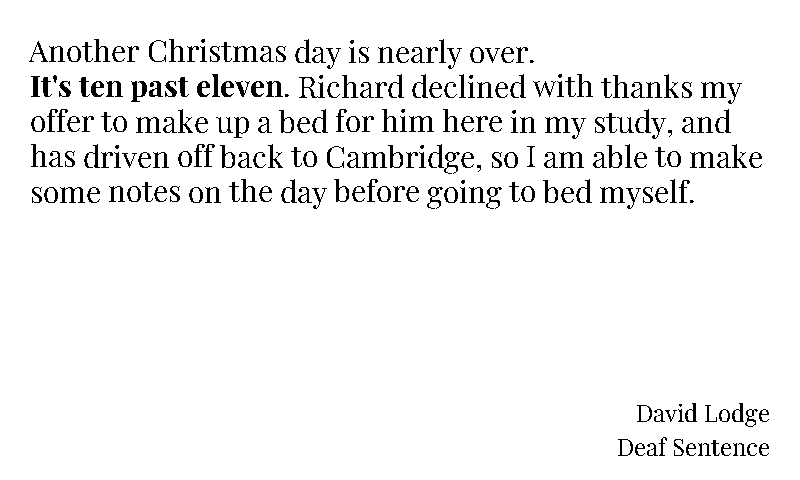 Another Christmas day is nearly over.
It's ten past eleven. Richard declined with thanks my
offer to make up a bed for him here in my study, and
has driven off back to Cambridge, so I am able to make
some notes on the day before going to bed myself.
David Lodge
Deaf Sentence